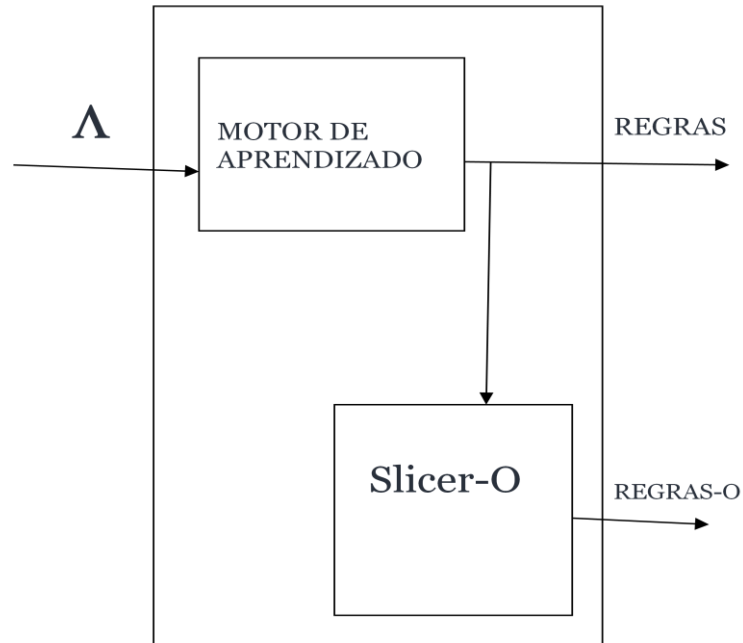 Λ
MOTOR DE
APRENDIZADO
REGRAS
Slicer-O
REGRAS-O